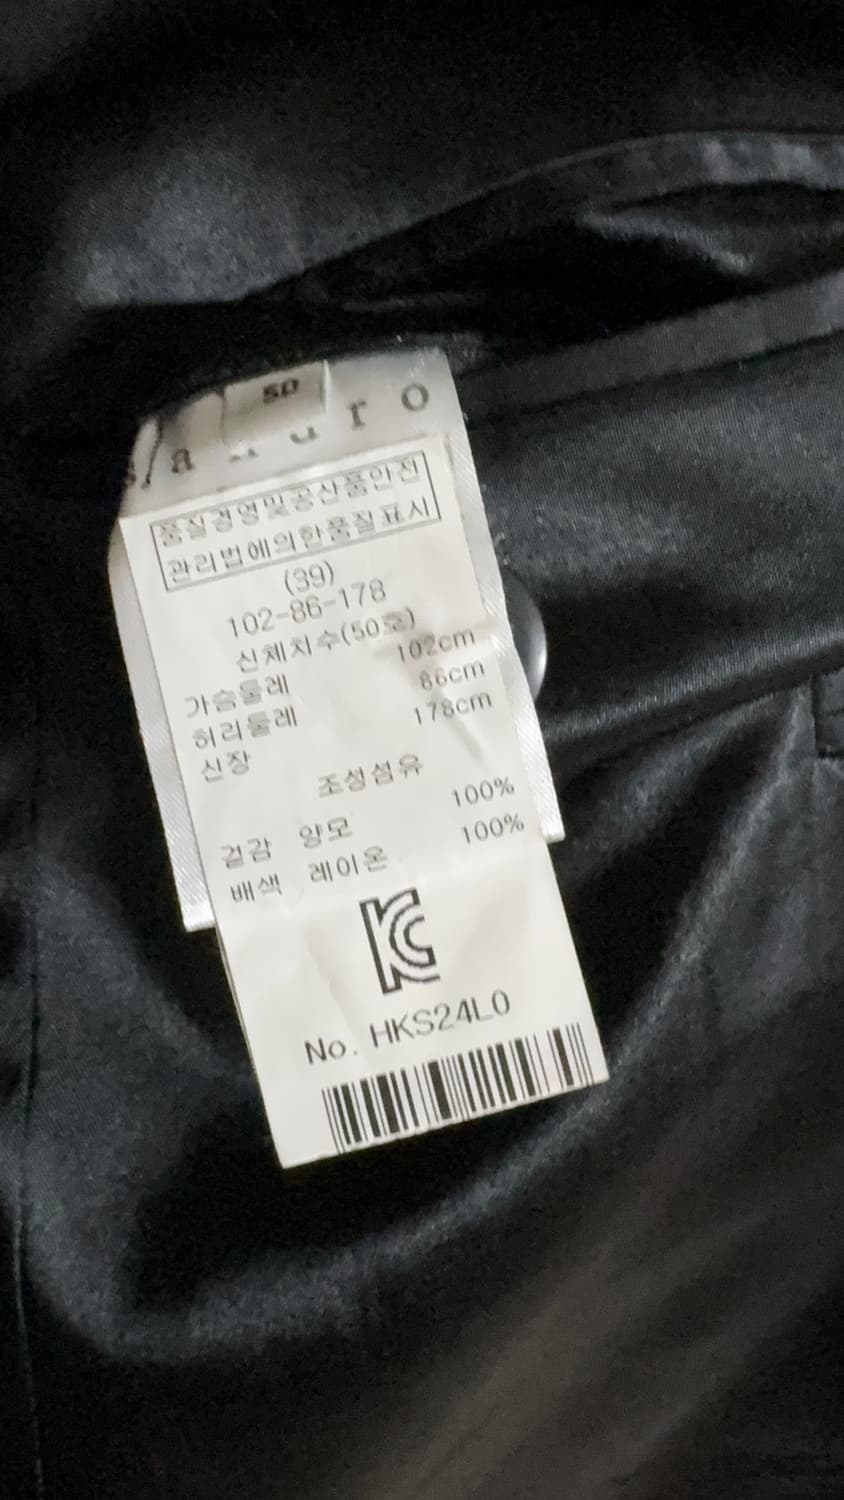 50
품질경영및공산품안전
관리법에의한품질표시
(39)
102-86-178
신체치수(50호)
가슴둘레 102cm
허리둘레 86cm
신장 178cm
조성섬유
겉감 양모 100%
배색 레이온 100%
No. HKS24L0